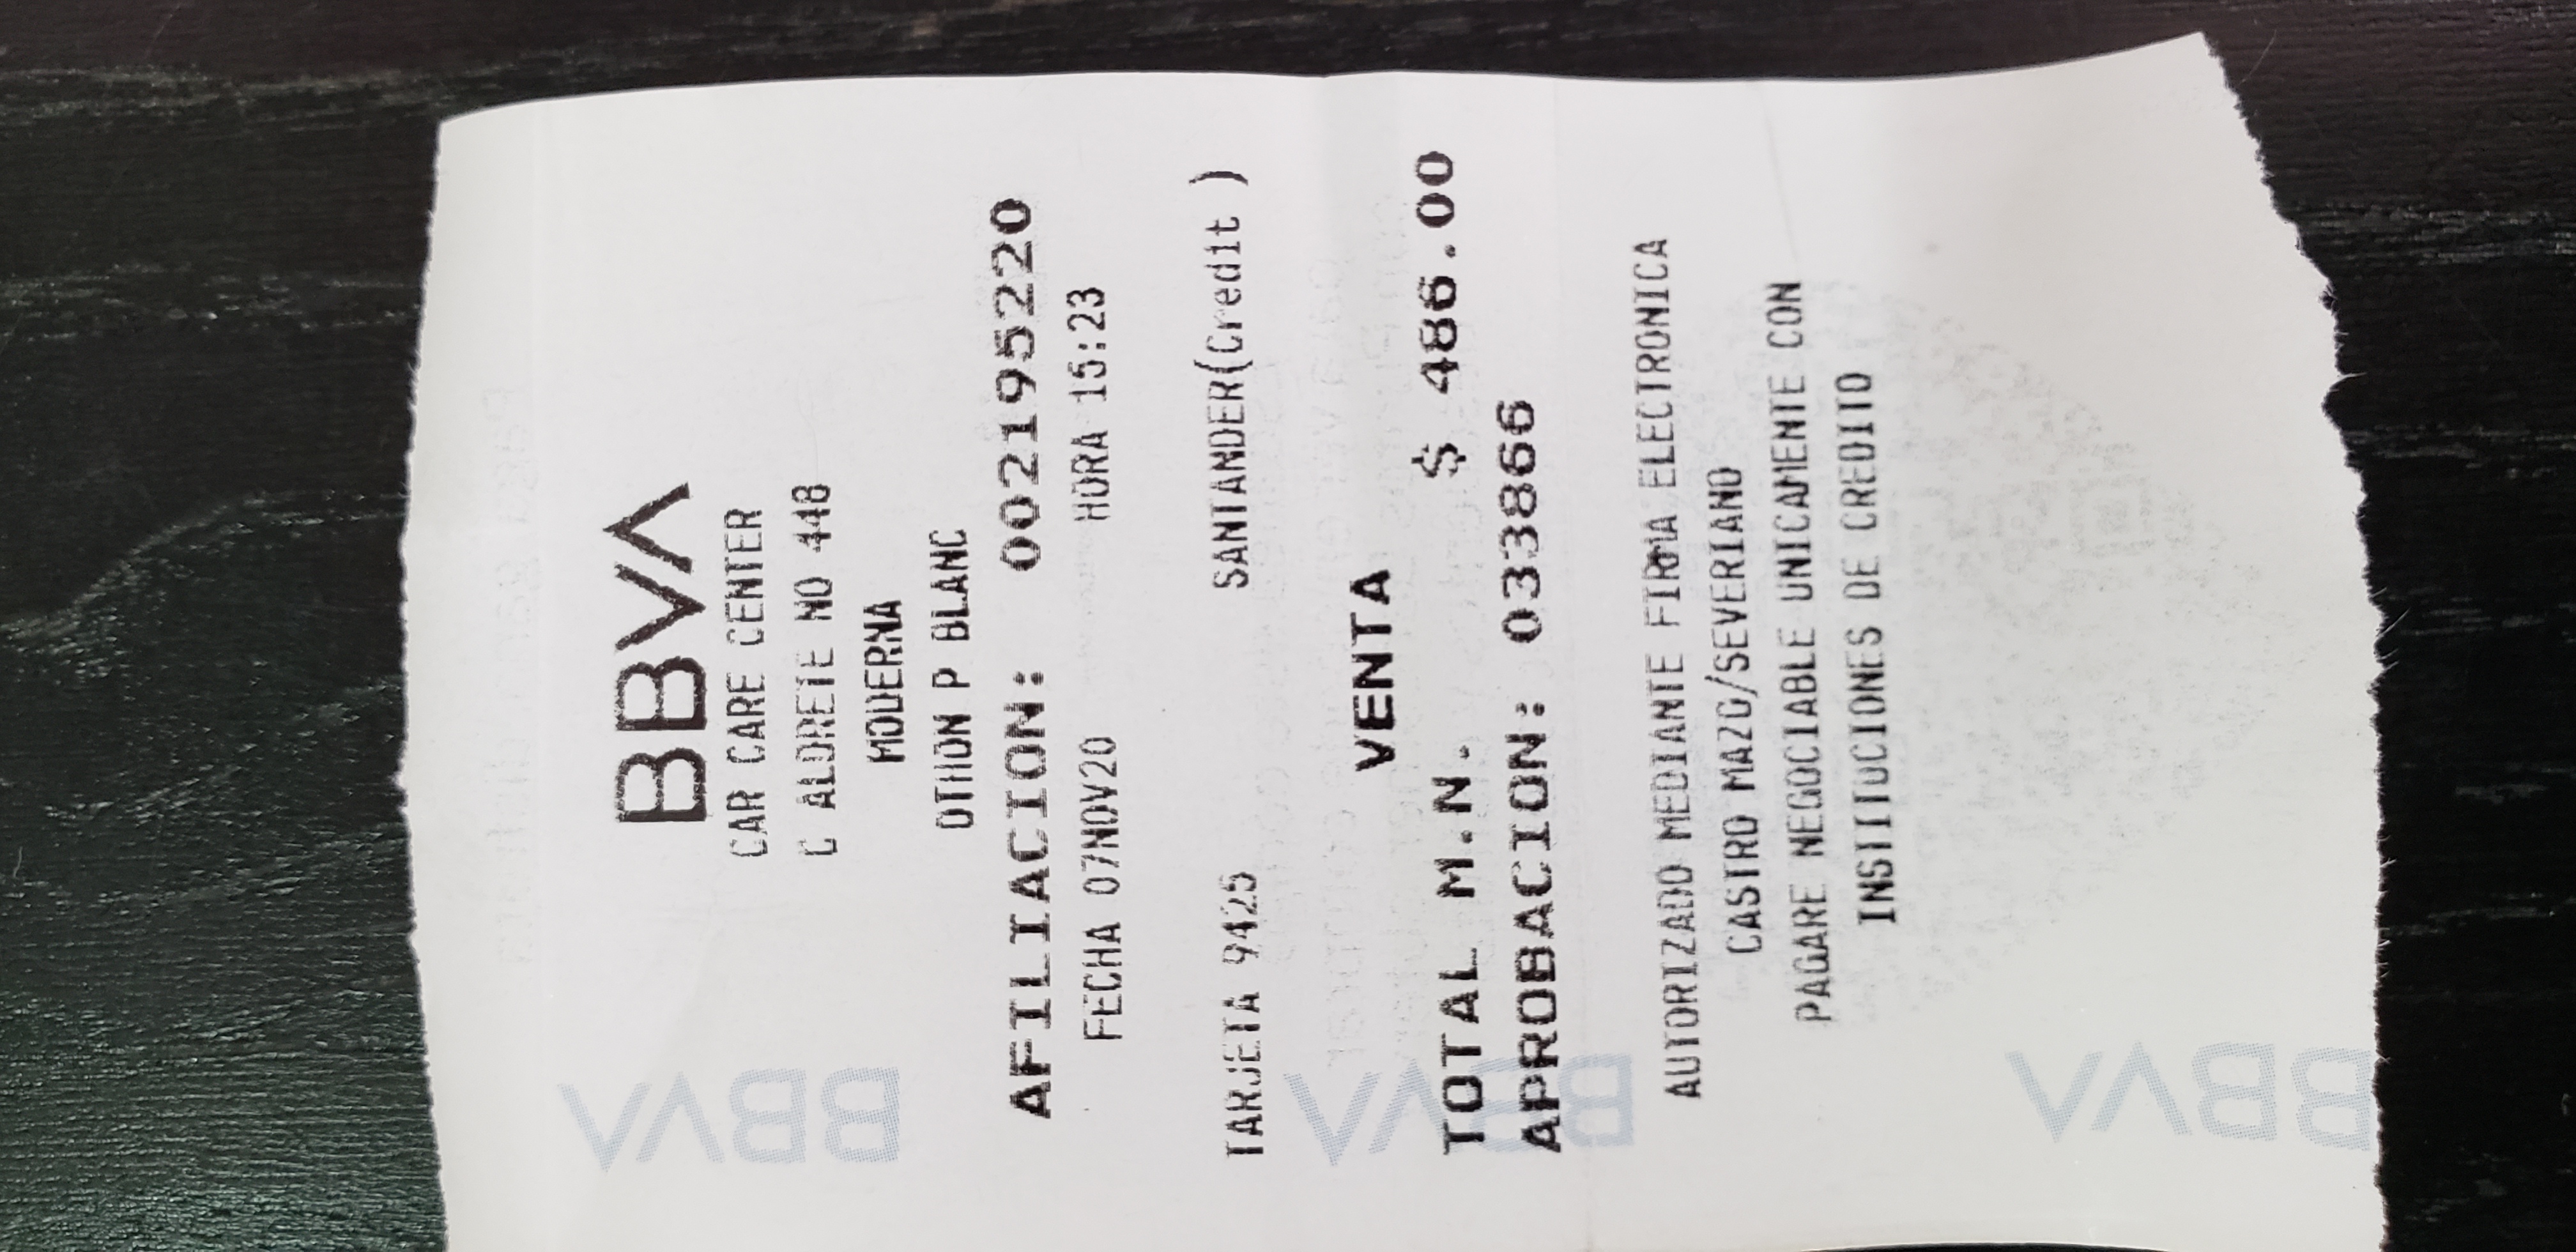 BBVA
CAR CARE CENTER
C ALDRETE NO 448
MODERNA
OTHON P BLANC
AFILIACION: 002195220
FECHA 07NOV20 HORA 15:23
TARJETA 9425 SANTANDER(Credit )
VENTA
TOTAL M.N. $ 486.00
APROBACION: 033866
AUTORIZADO MEDIANTE FIRMA ELECTRONICA
CASTRO MAZO/SEVERIANO
PAGARE NEGOCIABLE UNICAMENTE CON
INSTITUCIONES DE CREDITO
BBVA
BBVA
BBVA